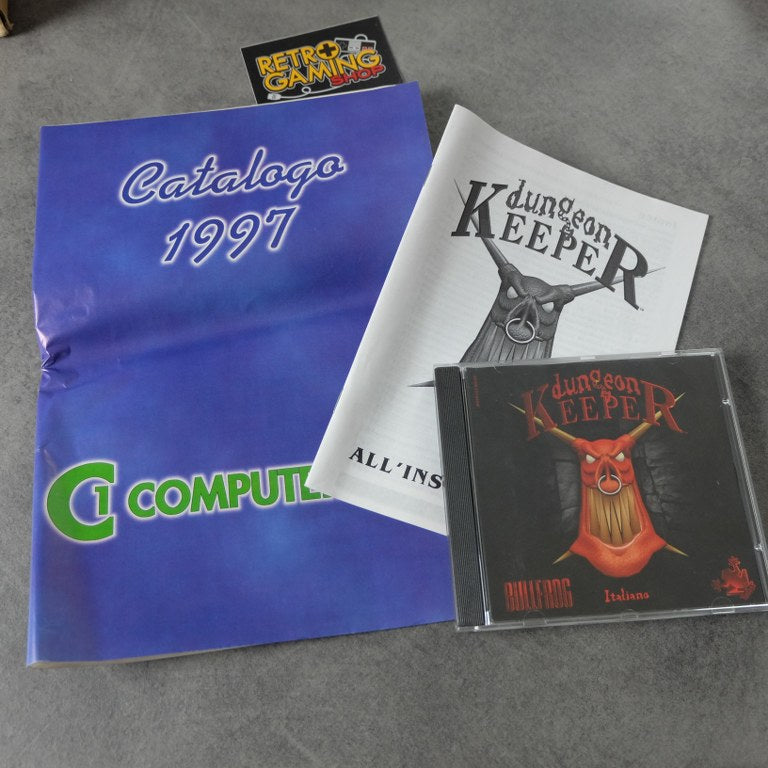 RETRO
GAMING
SHOP
Catalogo
1997
C1 COMPUTE
dungeon
KEEPER
ALL'INS
dungeon
KEEPER
BULLFROG
Italiano